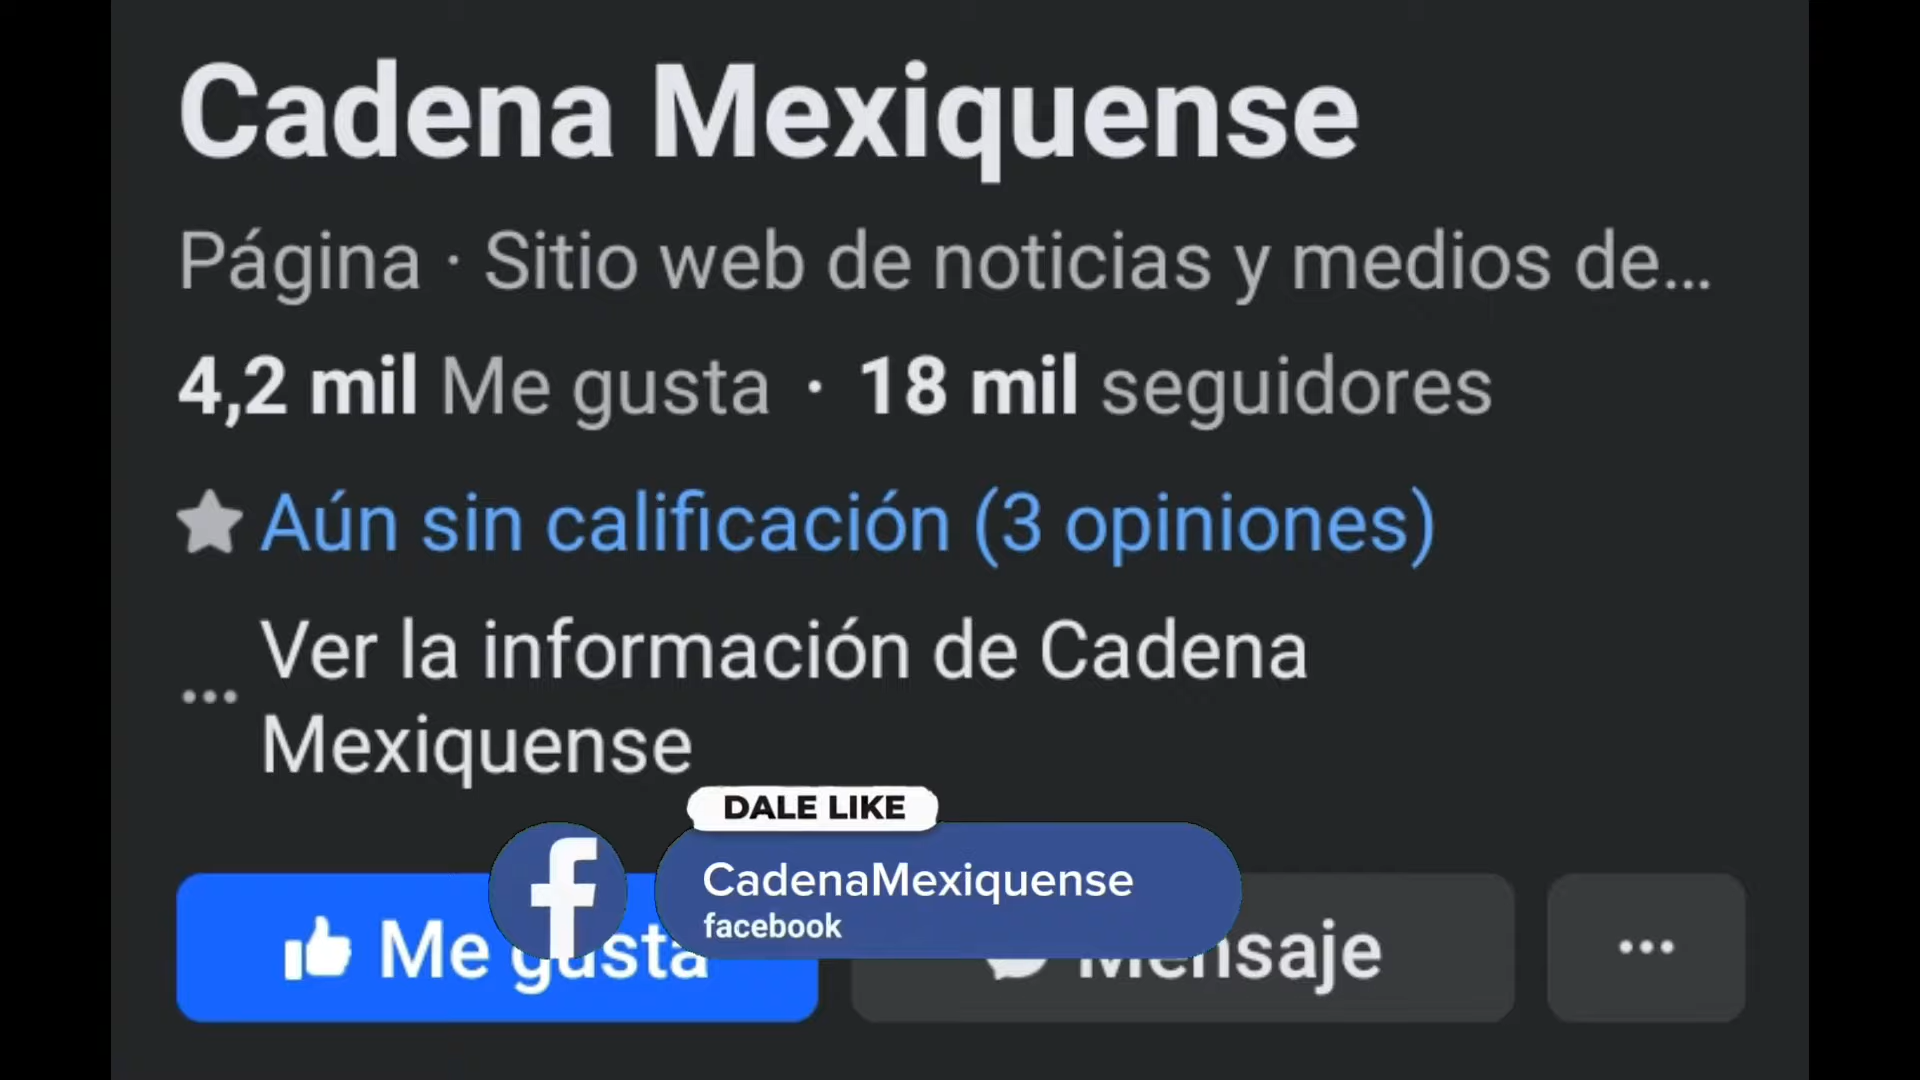 Cadena Mexiquense
Página · Sitio web de noticias y medios de...
4,2 mil Me gusta · 18 mil seguidores
Aún sin calificación (3 opiniones)
Ver la información de Cadena
Mexiquense
DALE LIKE
CadenaMexiquense
facebook
Me gusta
Mensaje